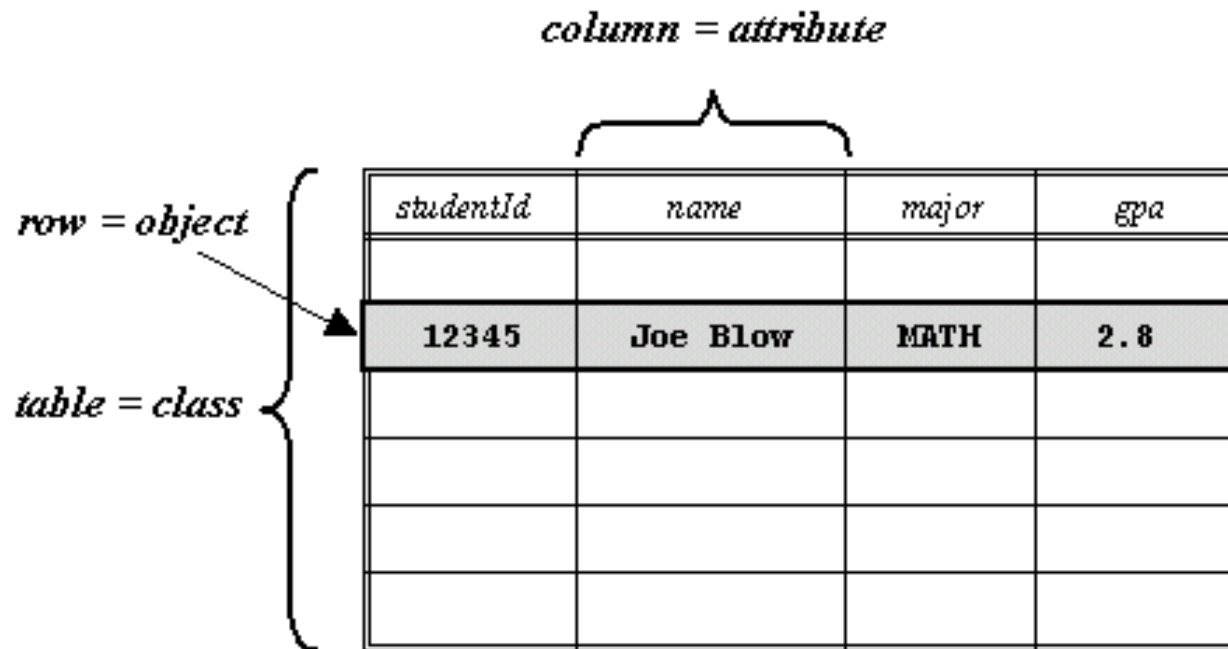 column = attribute
row = object
table = class
studentId name major gpa
12345 Joe Blow MATH 2.8